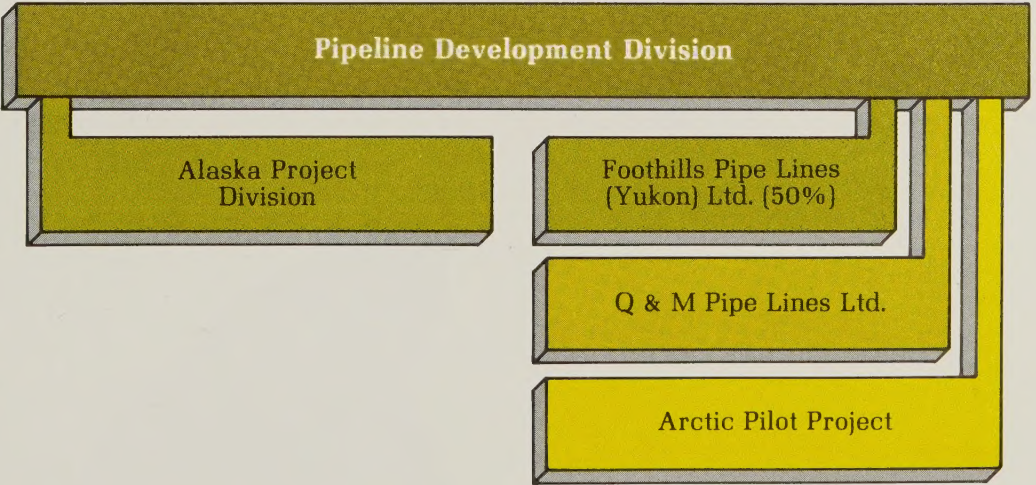 Pipeline Development Division
Alaska Project
Division
Foothills Pipe Lines
(Yukon) Ltd. (50%)
Q & M Pipe Lines Ltd.
Arctic Pilot Project